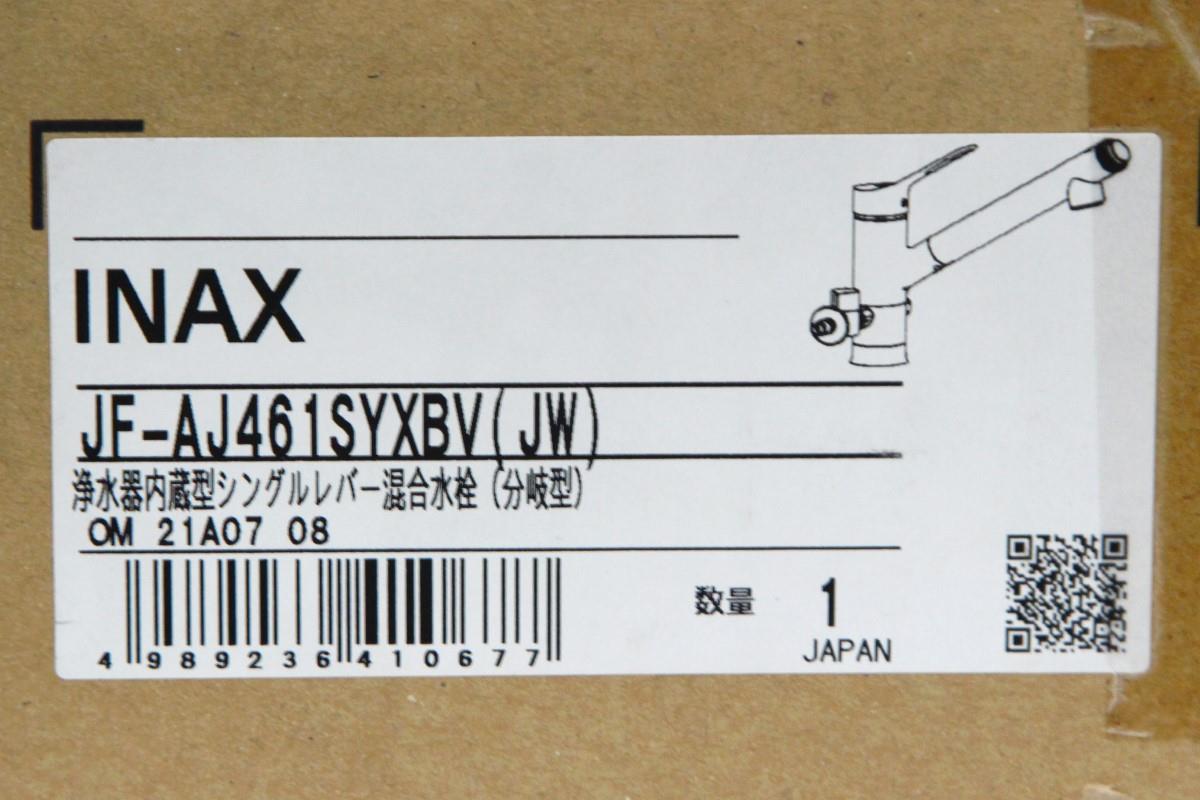 INAX
JF-AJ461SYXBV(JW)
浄水器内蔵型シングルレバー混合水栓（分岐型）
OM 21A07 08
数量 1
JAPAN
4 989236 410677